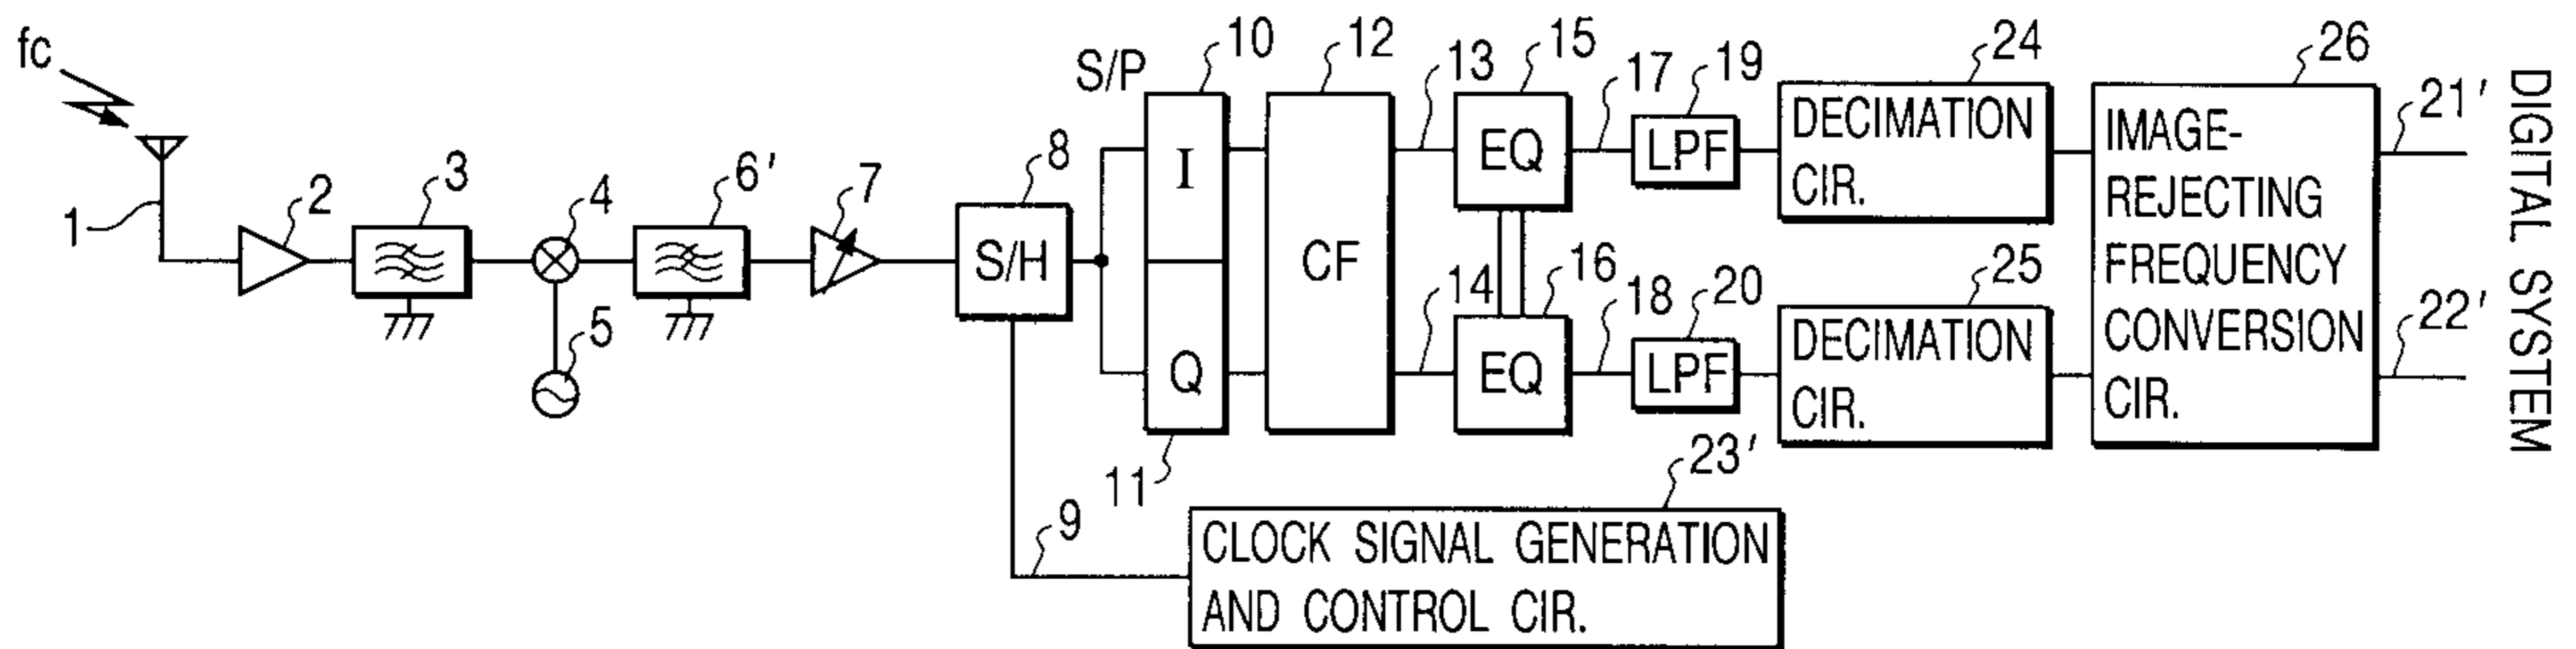 fc
1
2
3
4
5
6'
7
8
S/H
9
S/P
10
I
Q
11
12
CF
13
14
15
EQ
16
EQ
17
18
19
LPF
20
LPF
24
DECIMATION
CIR.
25
DECIMATION
CIR.
26
IMAGE-
REJECTING
FREQUENCY
CONVERSION
CIR.
21'
22'
DIGITAL SYSTEM
23'
CLOCK SIGNAL GENERATION
AND CONTROL CIR.